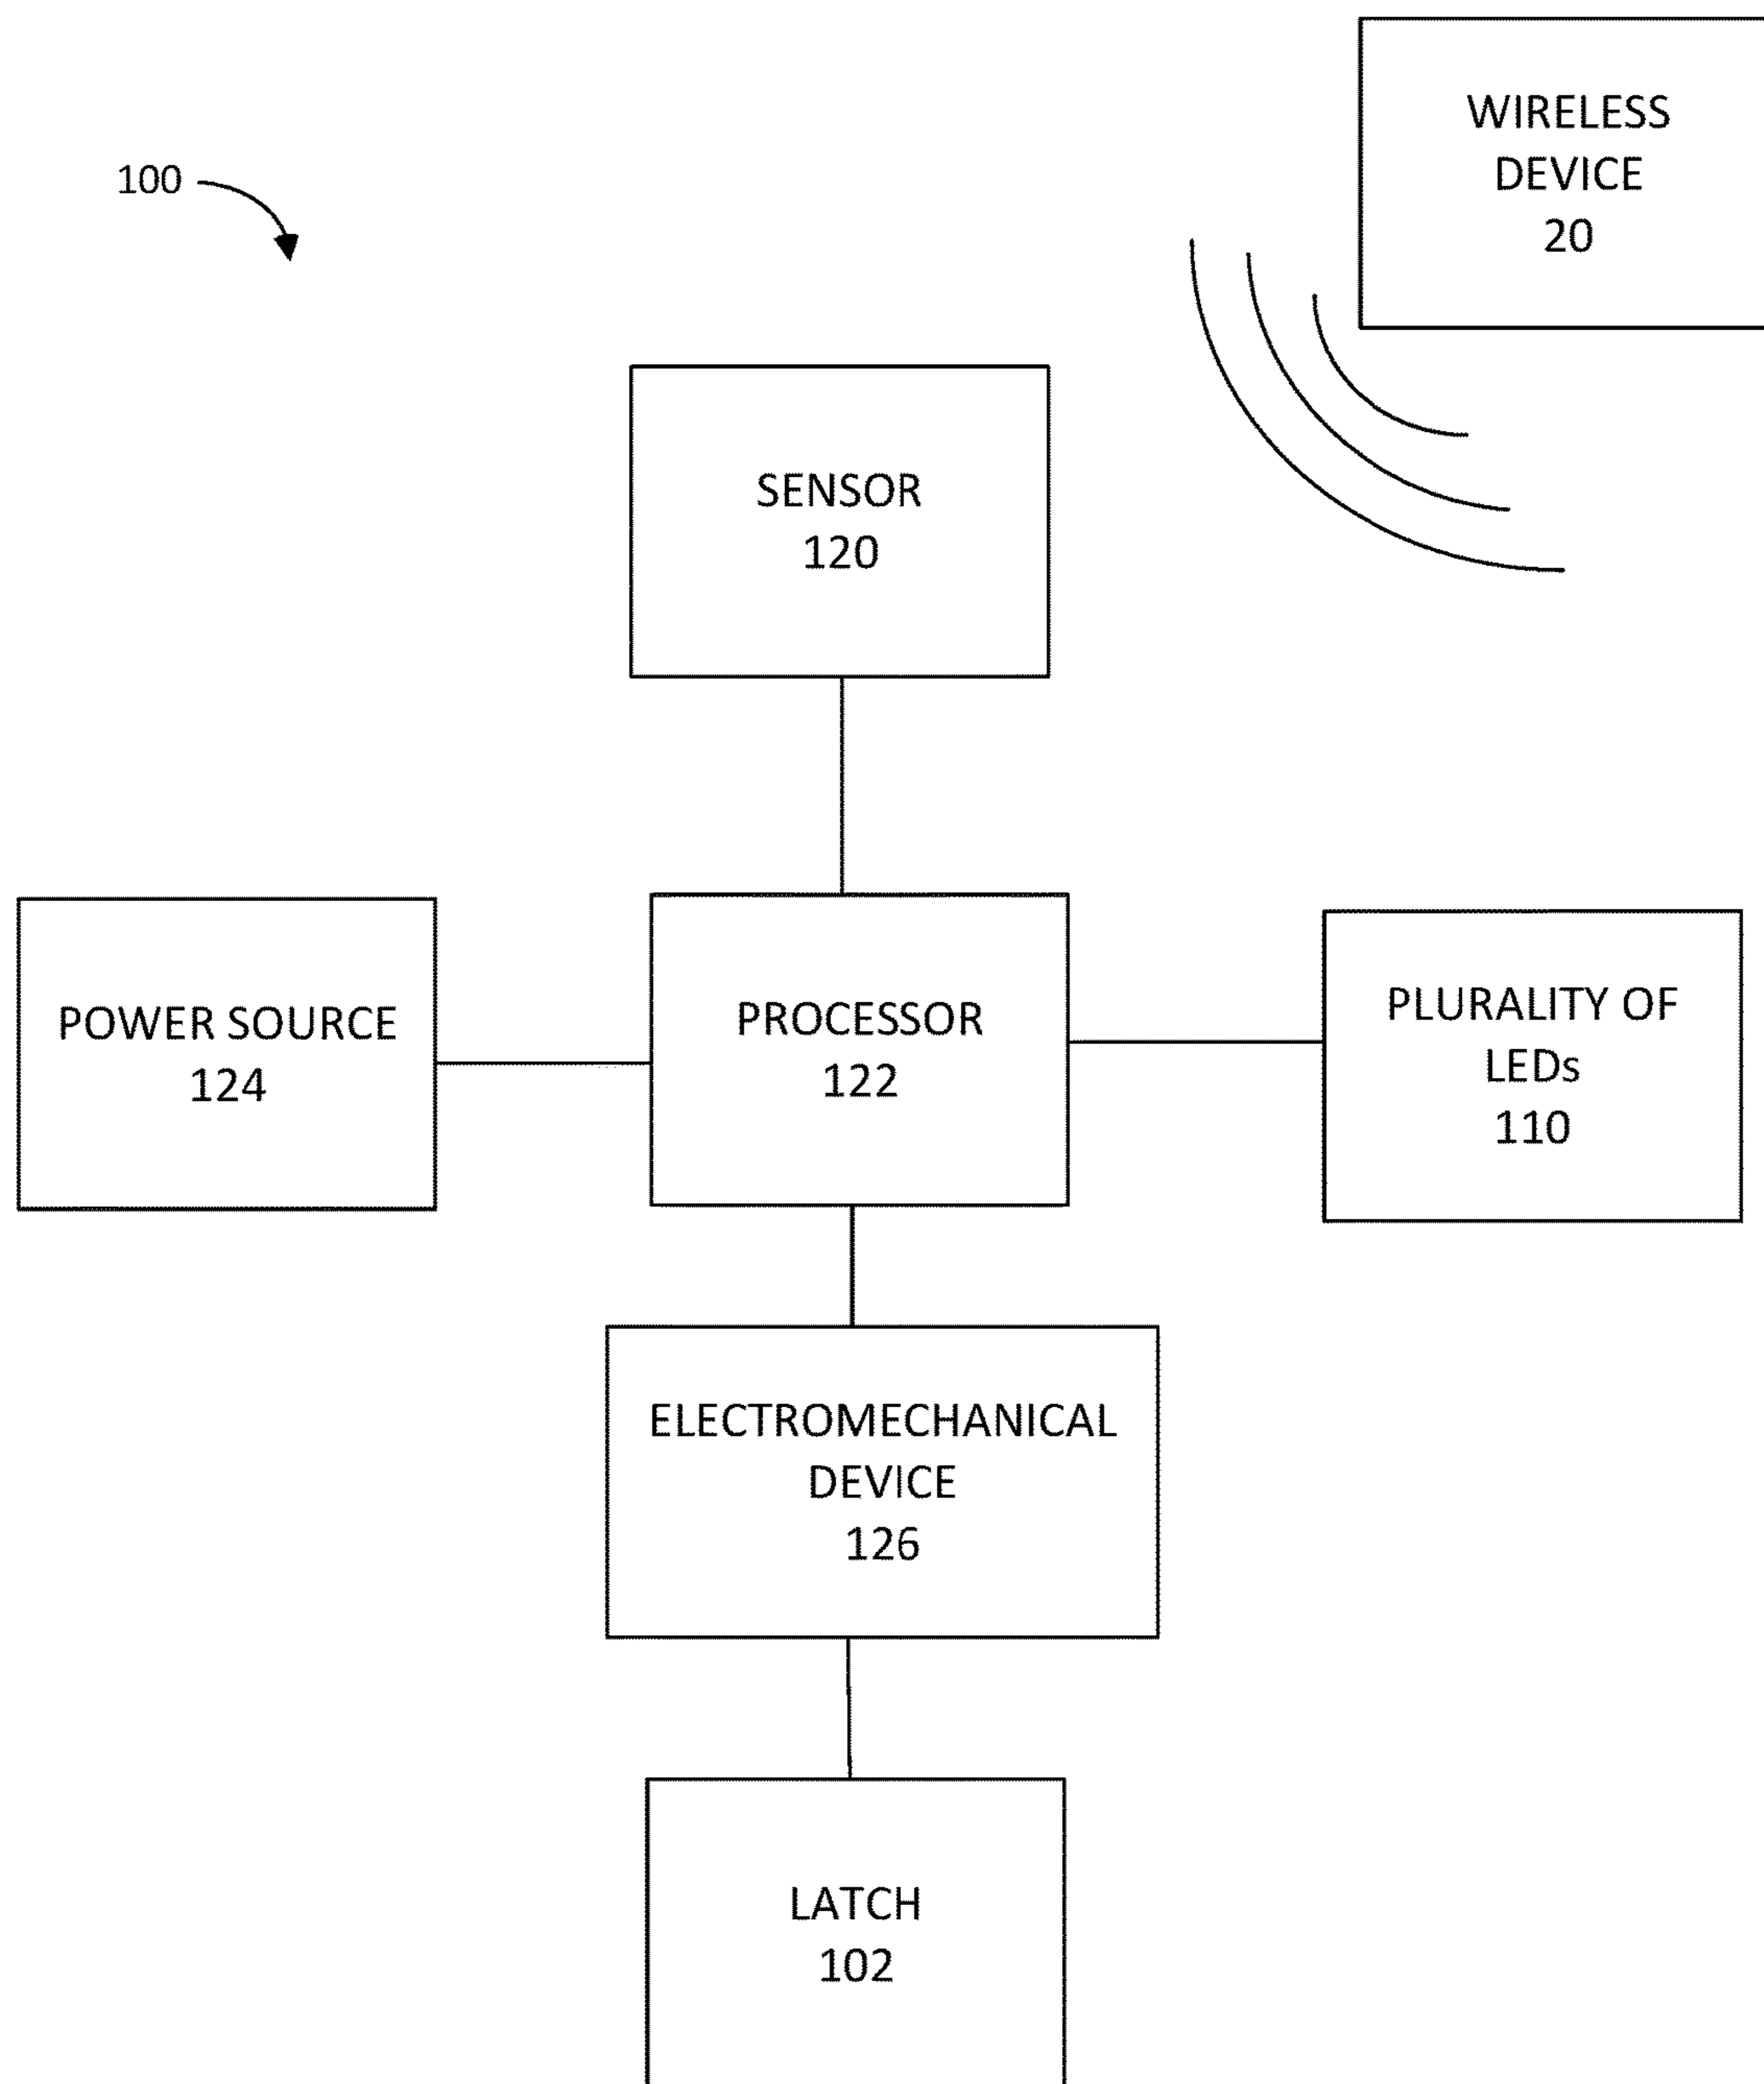 WIRELESS
DEVICE
20
100
SENSOR
120
POWER SOURCE
124
PROCESSOR
122
PLURALITY OF
LEDs
110
ELECTROMECHANICAL
DEVICE
126
LATCH
102